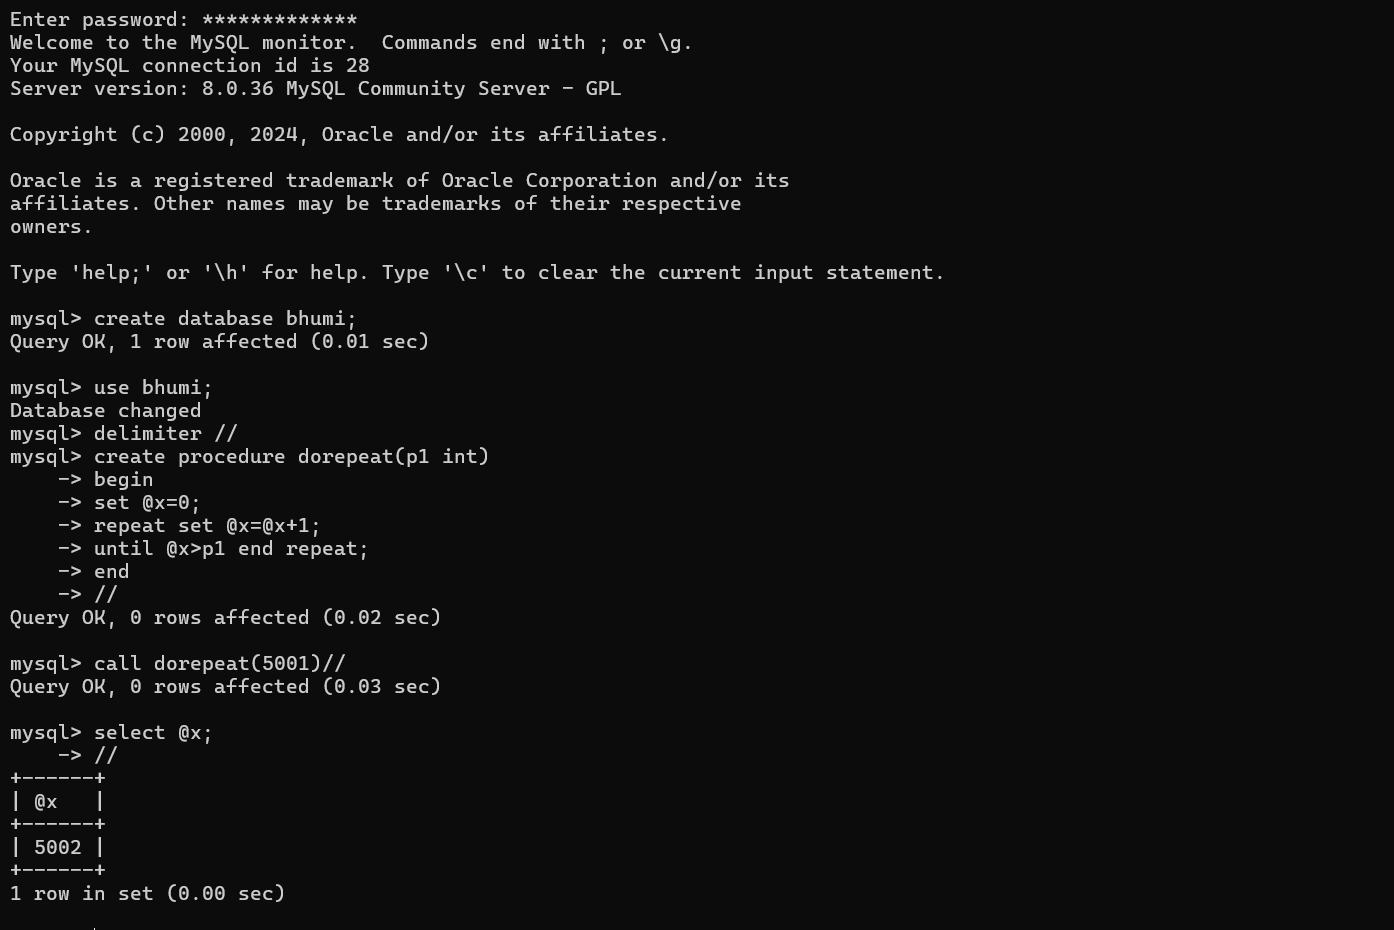 Enter password: *************
Welcome to the MySQL monitor.  Commands end with ; or \g.
Your MySQL connection id is 28
Server version: 8.0.36 MySQL Community Server - GPL

Copyright (c) 2000, 2024, Oracle and/or its affiliates.

Oracle is a registered trademark of Oracle Corporation and/or its
affiliates. Other names may be trademarks of their respective
owners.

Type 'help;' or '\h' for help. Type '\c' to clear the current input statement.

mysql> create database bhumi;
Query OK, 1 row affected (0.01 sec)

mysql> use bhumi;
Database changed
mysql> delimiter //
mysql> create procedure dorepeat(p1 int)
    -> begin
    -> set @x=0;
    -> repeat set @x=@x+1;
    -> until @x>p1 end repeat;
    -> end
    -> //
Query OK, 0 rows affected (0.02 sec)

mysql> call dorepeat(5001)//
Query OK, 0 rows affected (0.03 sec)

mysql> select @x;
    -> //
+------+
| @x   |
+------+
| 5002 |
+------+
1 row in set (0.00 sec)